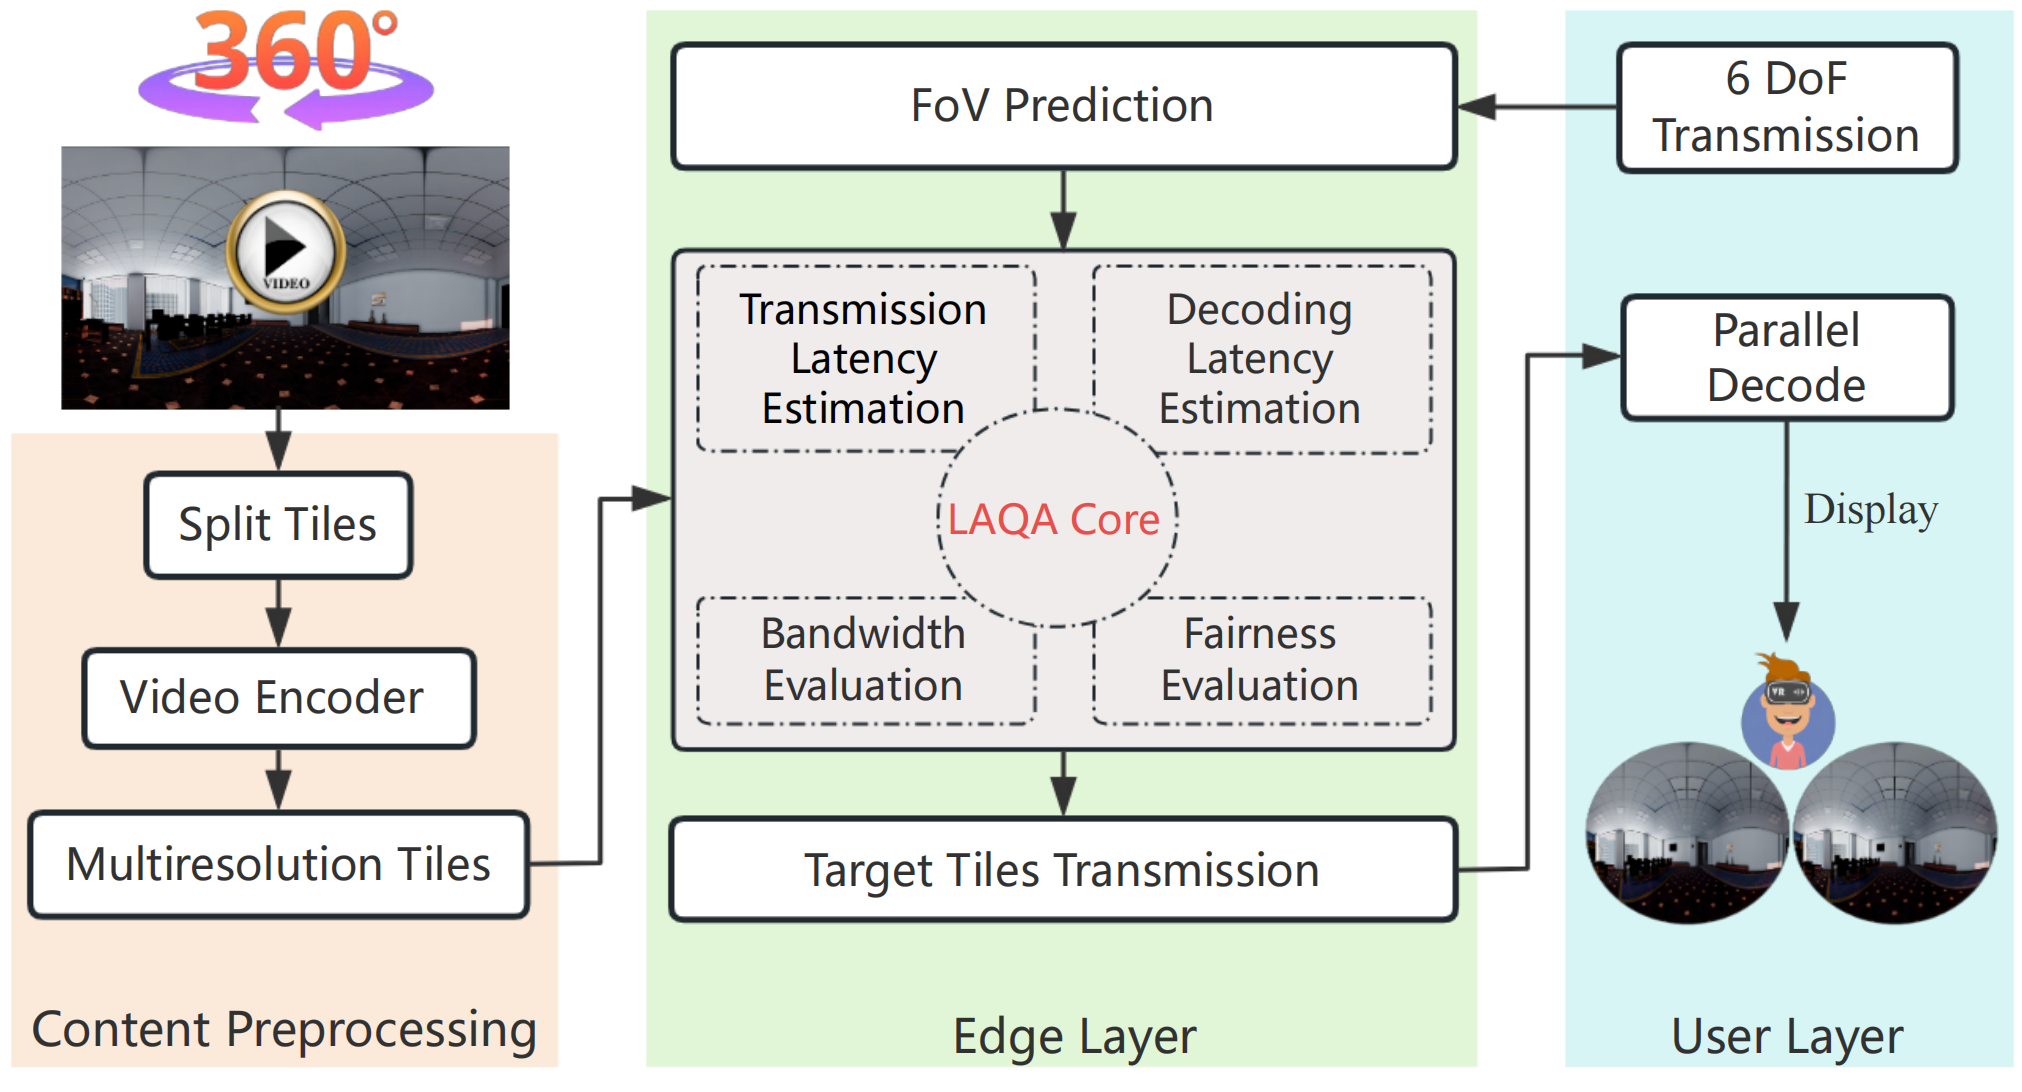 360°
VIDEO
Split Tiles
Video Encoder
Multiresolution Tiles
Content Preprocessing
FoV Prediction
Transmission
Latency
Estimation
Decoding
Latency
Estimation
LAQA Core
Bandwidth
Evaluation
Fairness
Evaluation
Target Tiles Transmission
Edge Layer
6 DoF
Transmission
Parallel
Decode
Display
VR
User Layer